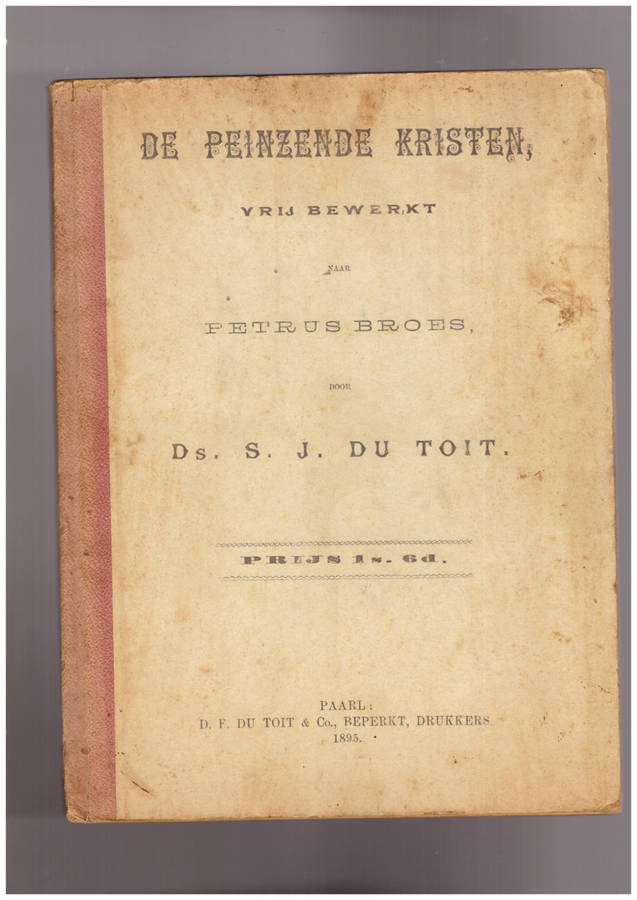 DE PEINZENDE KRISTEN,
VRIJ BEWERKT
NAAR
PETRUS BROES,
DOOR
Ds. S. J. DU TOIT.
PRIJS 1s. 6d.
PAARL:
D. F. DU TOIT & Co., BEPERKT, DRUKKERS
1895.